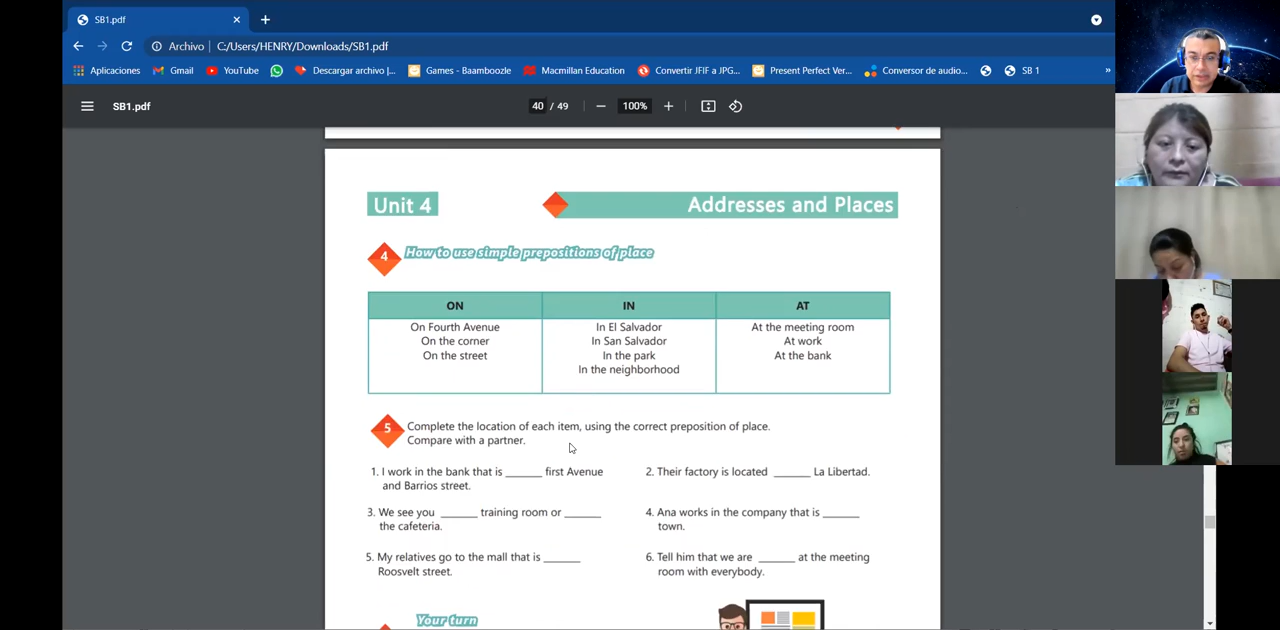 SB1.pdf
Archivo C:/Users/HENRY/Downloads/SB1.pdf
Aplicaciones Gmail YouTube Descargar archivo |... Games - Baamboozle Macmillan Education Convertir JFIF a JPG... Present Perfect Ver... Conversor de audio... SB 1 »
SB1.pdf 40 / 49 100%
Unit 4 Addresses and Places
4 How to use simple prepositions of place
ON IN AT
On Fourth Avenue In El Salvador At the meeting room
On the corner In San Salvador At work
On the street In the park At the bank
In the neighborhood
5 Complete the location of each item, using the correct preposition of place.
Compare with a partner.
1. I work in the bank that is ______ first Avenue
and Barrios street.
2. Their factory is located ______ La Libertad.
3. We see you ______ training room or ______
the cafeteria.
4. Ana works in the company that is ______
town.
5. My relatives go to the mall that is ______
Roosvelt street.
6. Tell him that we are ______ at the meeting
room with everybody.
Your turn